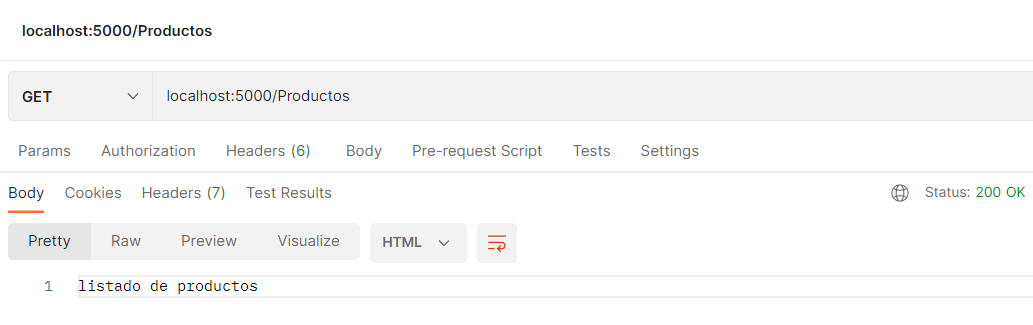 localhost:5000/Productos
GET localhost:5000/Productos
Params Authorization Headers (6) Body Pre-request Script Tests Settings
Body Cookies Headers (7) Test Results Status: 200 OK
Pretty Raw Preview Visualize HTML
1 listado de productos